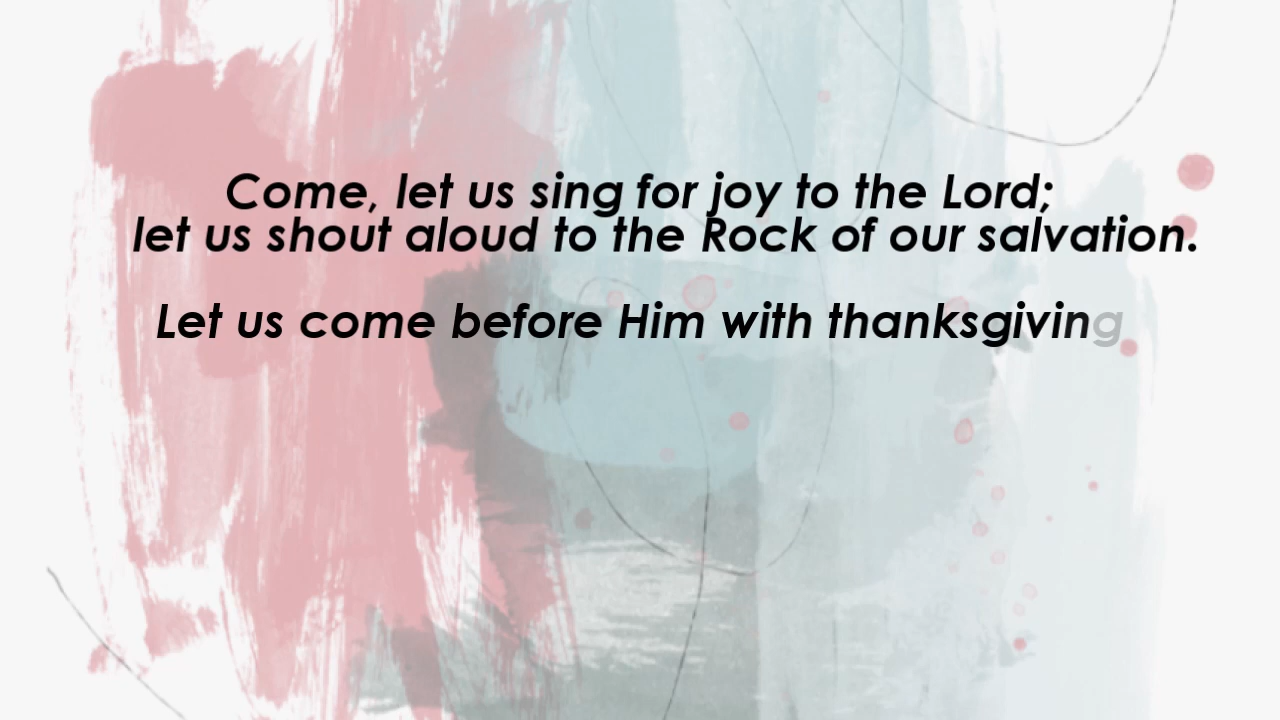 Come, let us sing for joy to the Lord;
let us shout aloud to the Rock of our salvation.
Let us come before Him with thanksgiving